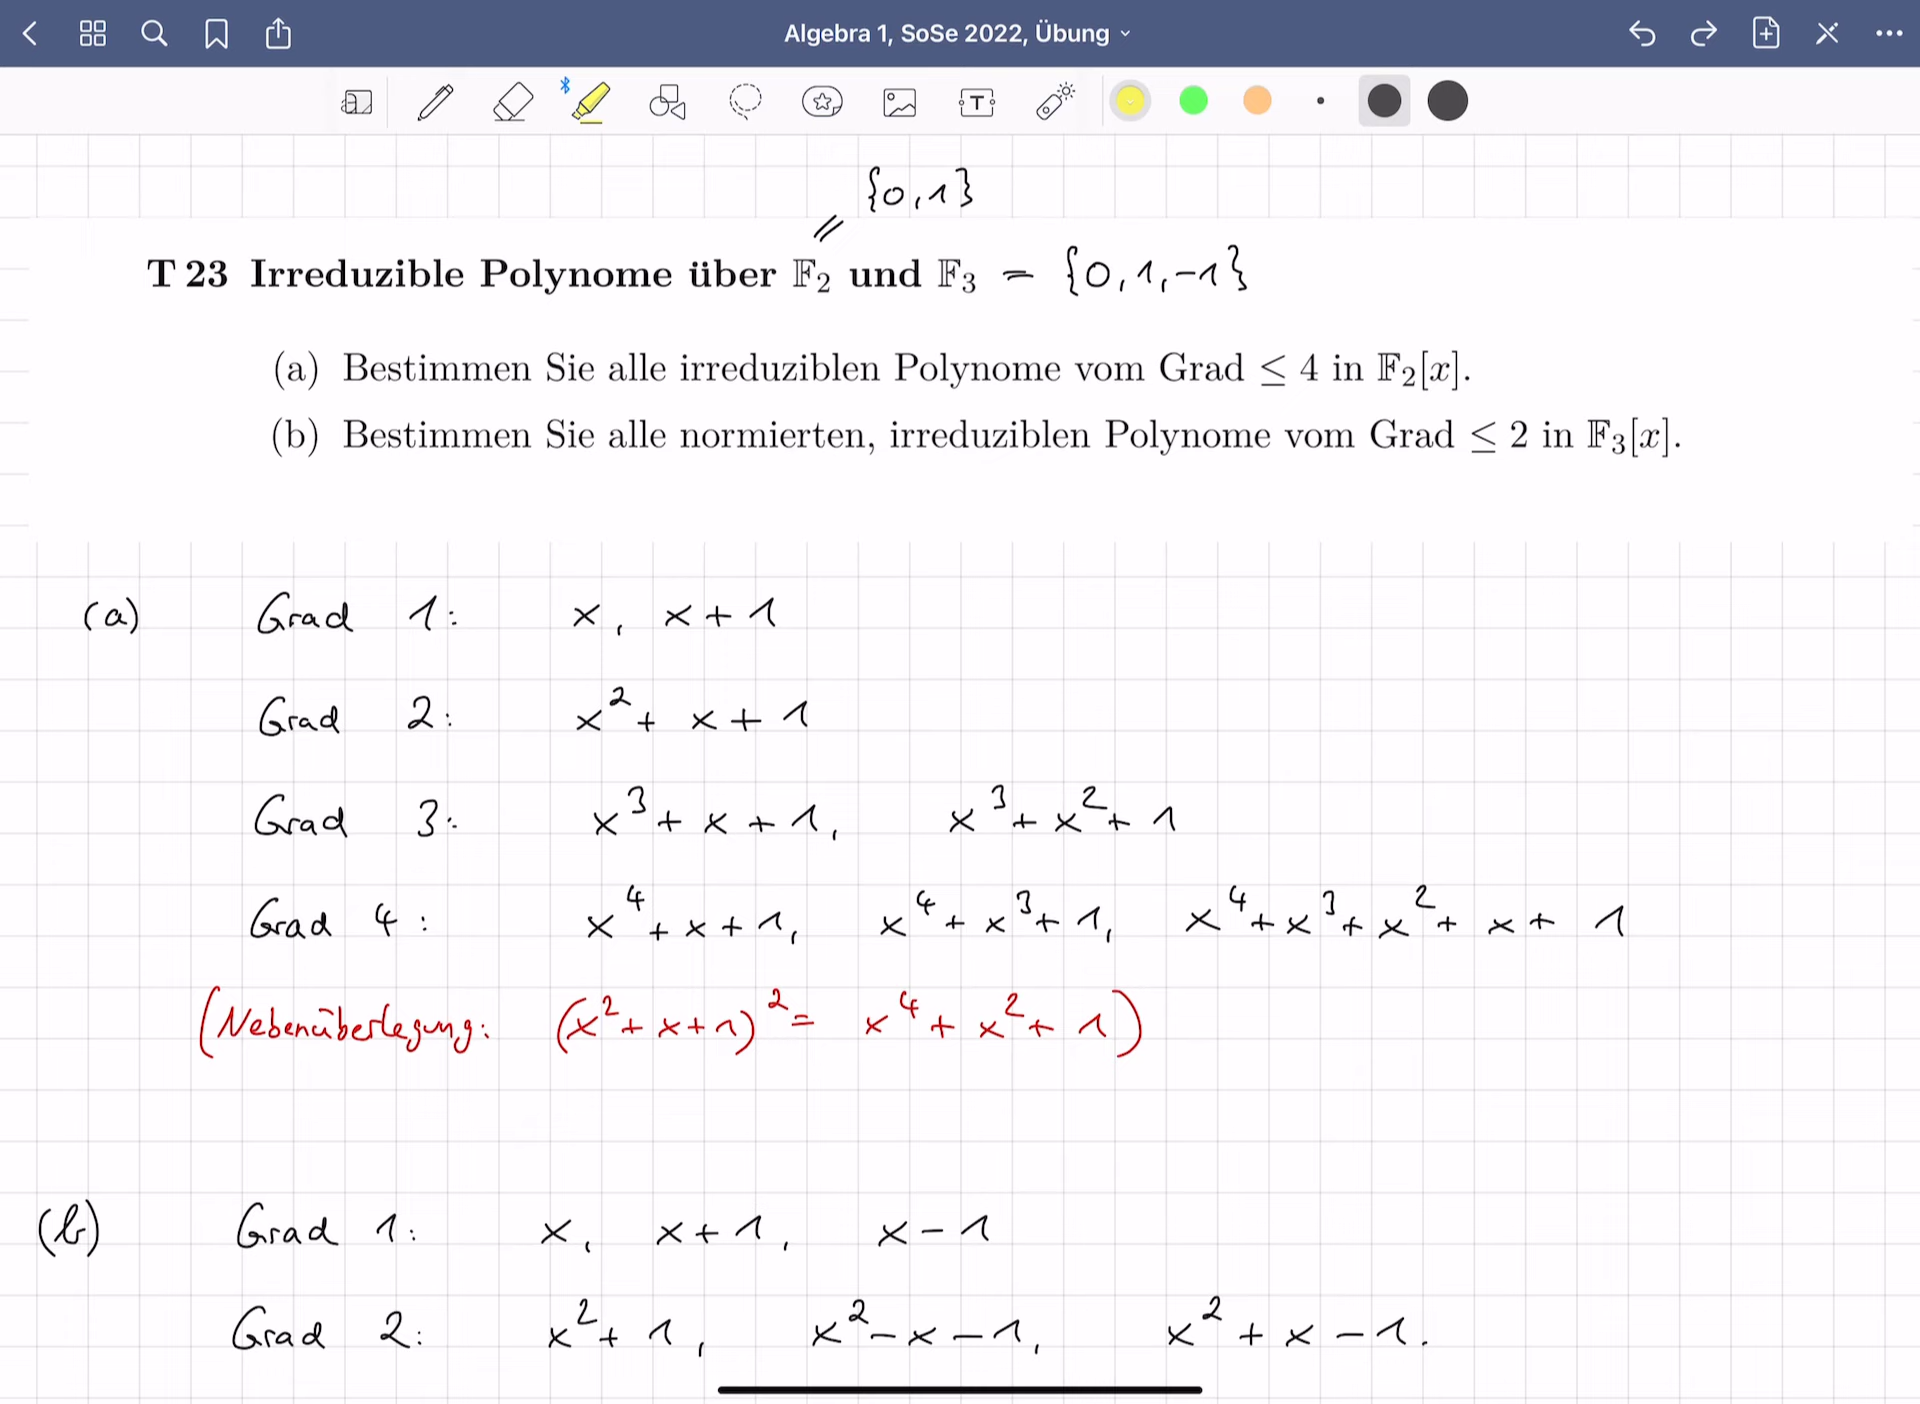 Algebra 1, SoSe 2022, Übung
{0,1}
T 23 Irreduzible Polynome über 𝔽₂ und 𝔽₃ = {0,1,-1}
(a) Bestimmen Sie alle irreduziblen Polynome vom Grad ≤ 4 in 𝔽₂[x].
(b) Bestimmen Sie alle normierten, irreduziblen Polynome vom Grad ≤ 2 in 𝔽₃[x].
(a) Grad 1: x, x+1
Grad 2: x²+x+1
Grad 3: x³+x+1, x³+x²+1
Grad 4: x⁴+x+1, x⁴+x³+1, x⁴+x³+x²+x+1
(Nebenüberlegung: (x²+x+1)² = x⁴+x²+1)
(b) Grad 1: x, x+1, x-1
Grad 2: x²+1, x²-x-1, x²+x-1.